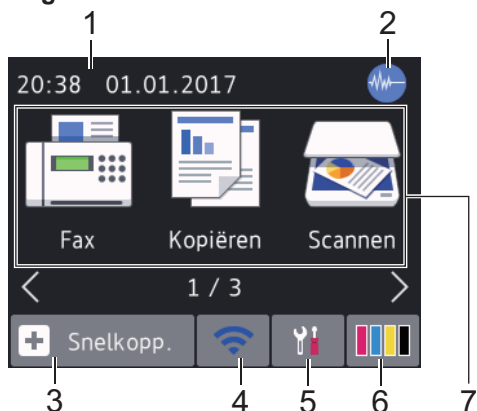 1 2
20:38 01.01.2017
Fax Kopiëren Scannen
1 / 3
Snelkopp.
3 4 5 6 7